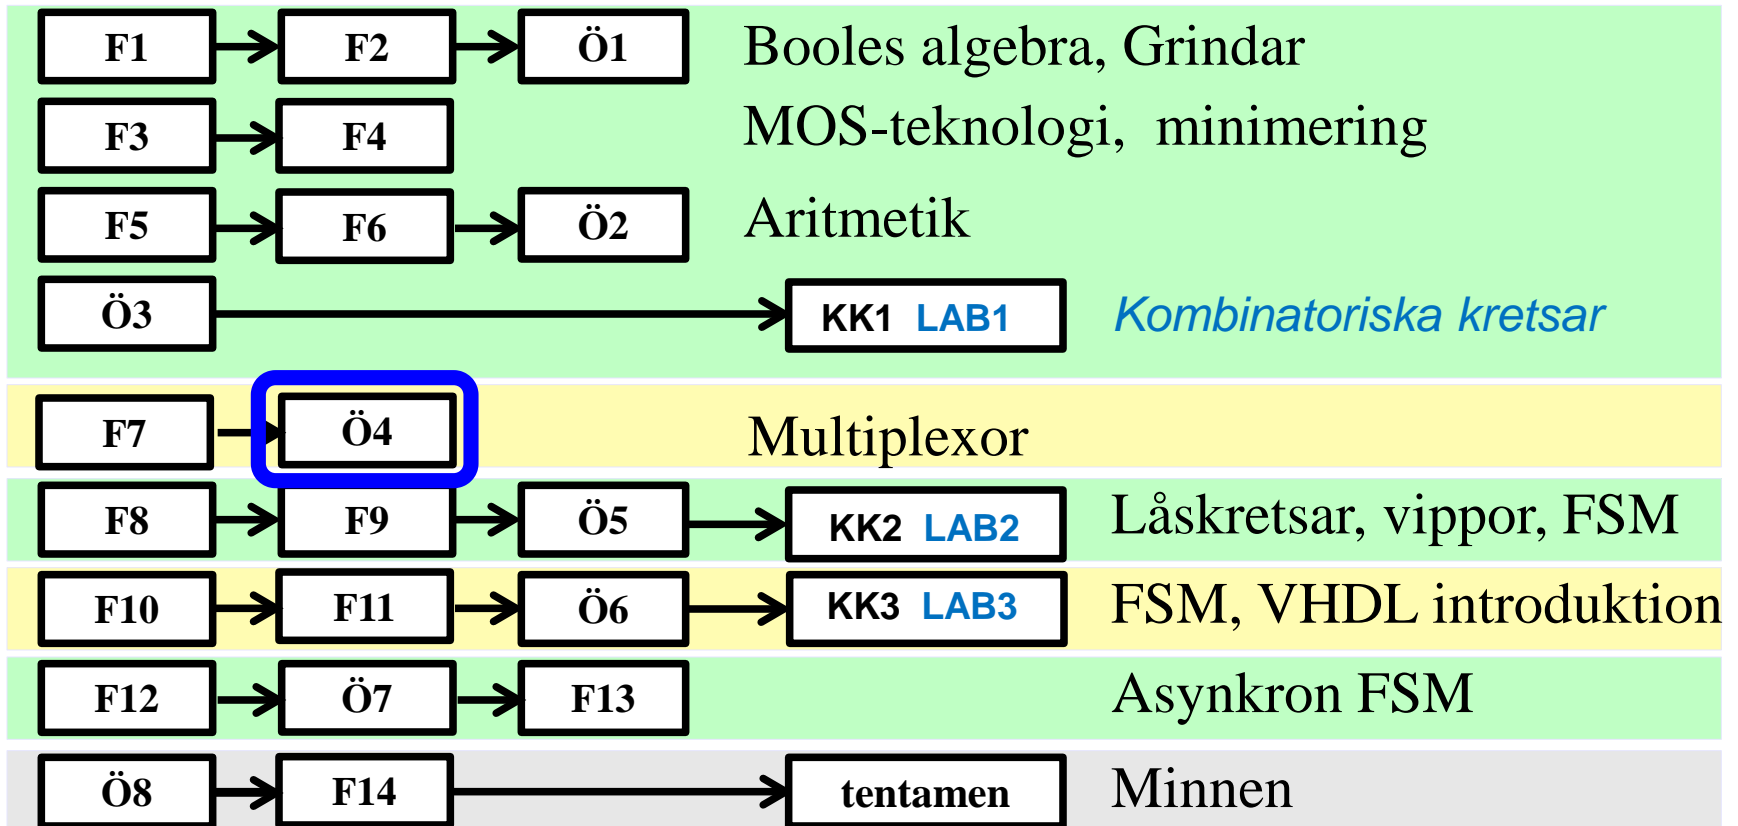 F1 F2 Ö1 Booles algebra, Grindar
F3 F4 MOS-teknologi, minimering
F5 F6 Ö2 Aritmetik
Ö3 KK1 LAB1 Kombinatoriska kretsar
F7 Ö4 Multiplexor
F8 F9 Ö5 KK2 LAB2 Låskretsar, vippor, FSM
F10 F11 Ö6 KK3 LAB3 FSM, VHDL introduktion
F12 Ö7 F13 Asynkron FSM
Ö8 F14 tentamen Minnen